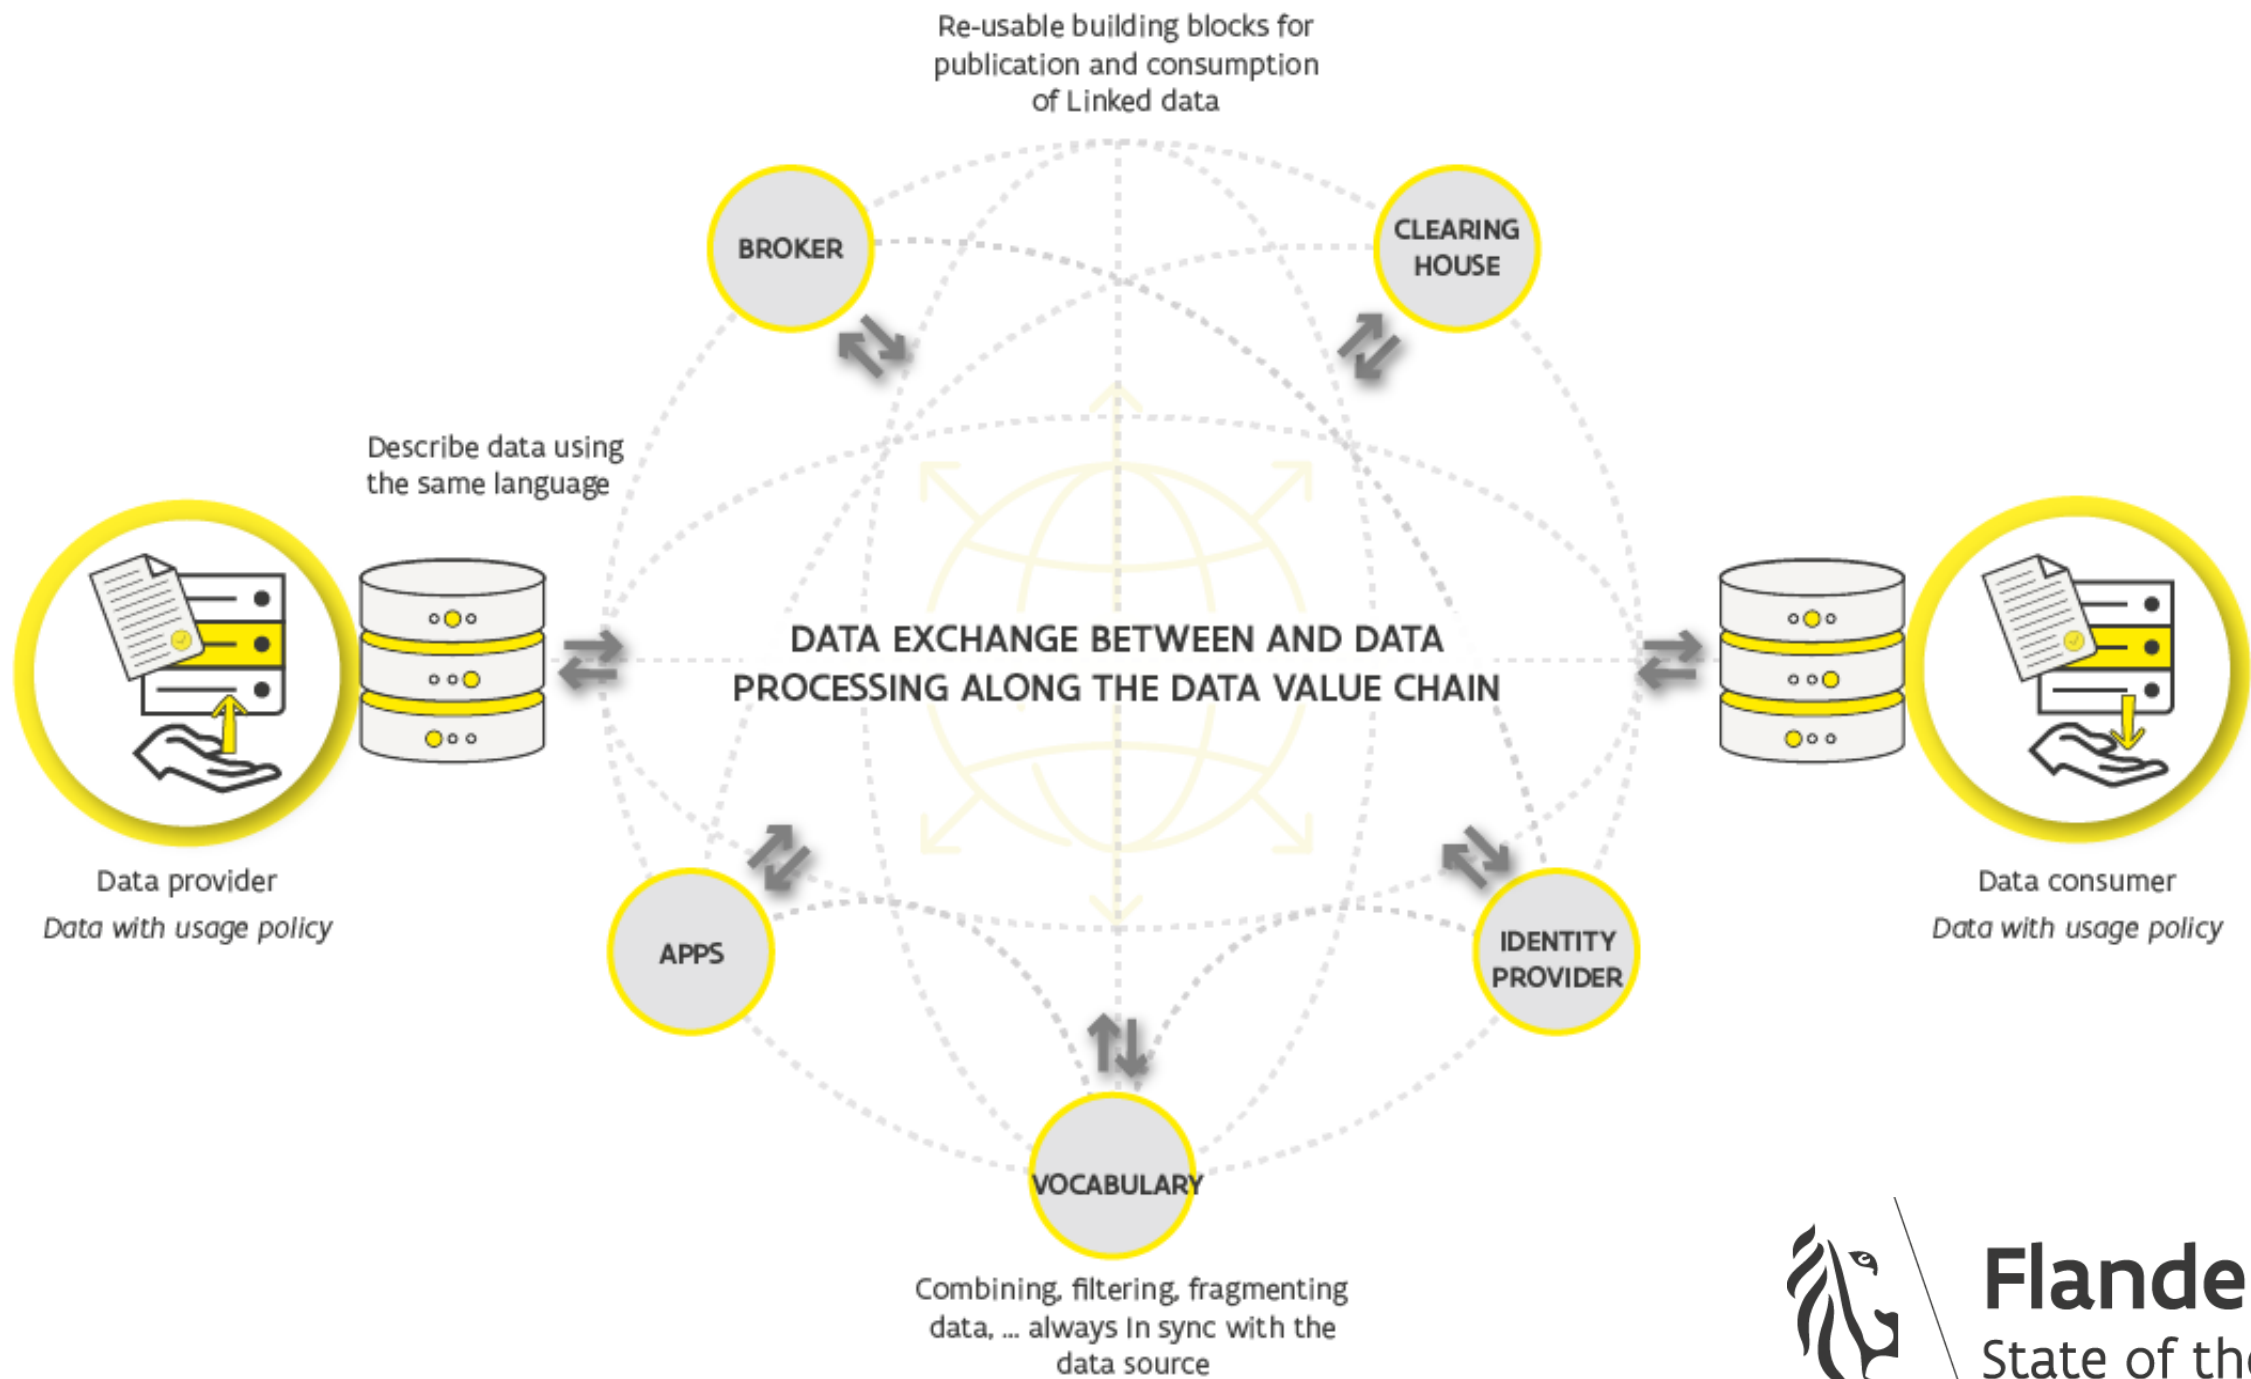 Re-usable building blocks for
publication and consumption
of Linked data
BROKER
CLEARING
HOUSE
Describe data using
the same language
DATA EXCHANGE BETWEEN AND DATA
PROCESSING ALONG THE DATA VALUE CHAIN
Data provider
Data with usage policy
Data consumer
Data with usage policy
APPS
IDENTITY
PROVIDER
VOCABULARY
Combining, filtering, fragmenting
data, ... always In sync with the
data source
Flande
State of the